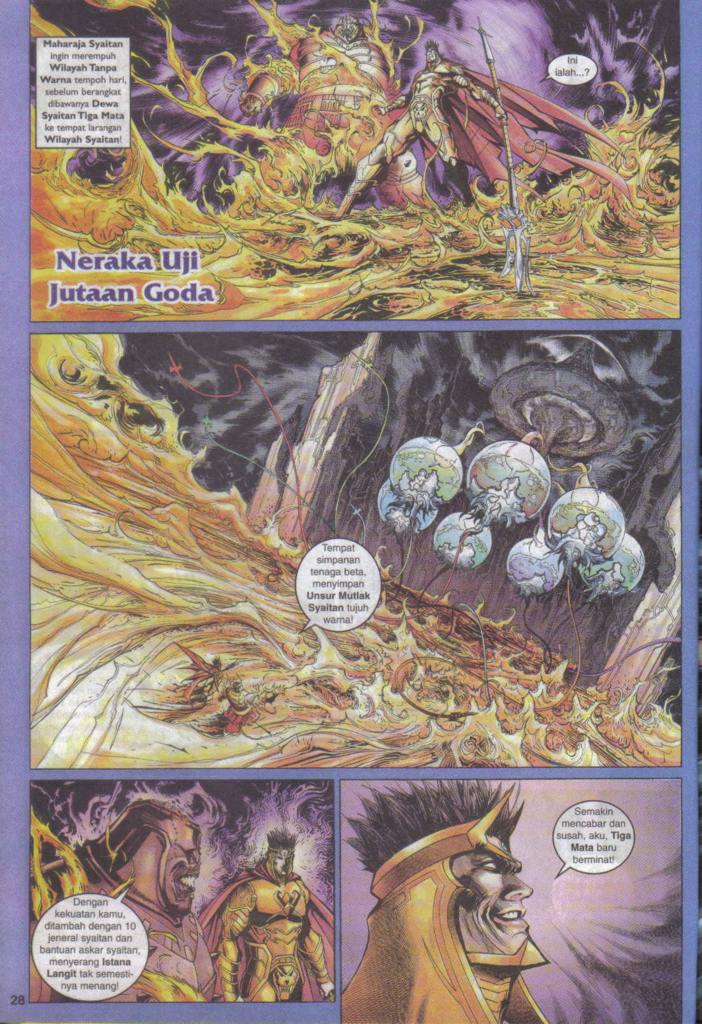 Maharaja Syaitan
ingin merempuh
Wilayah Tanpa
Warna tempoh hari,
sebelum berangkat
dibawanya Dewa
Syaitan Tiga Mata
ke tempat larangan
Wilayah Syaitan!
Ini
ialah...?
Neraka Uji
Jutaan Goda
Tempat
simpanan
tenaga beta,
menyimpan
Unsur Mutlak
Syaitan tujuh
warna!
Dengan
kekuatan kamu,
ditambah dengan 10
jeneral syaitan dan
bantuan askar syaitan,
menyerang Istana
Langit tak semesti-
nya menang!
Semakin
mencabar dan
susah, aku, Tiga
Mata baru
berminat!
28